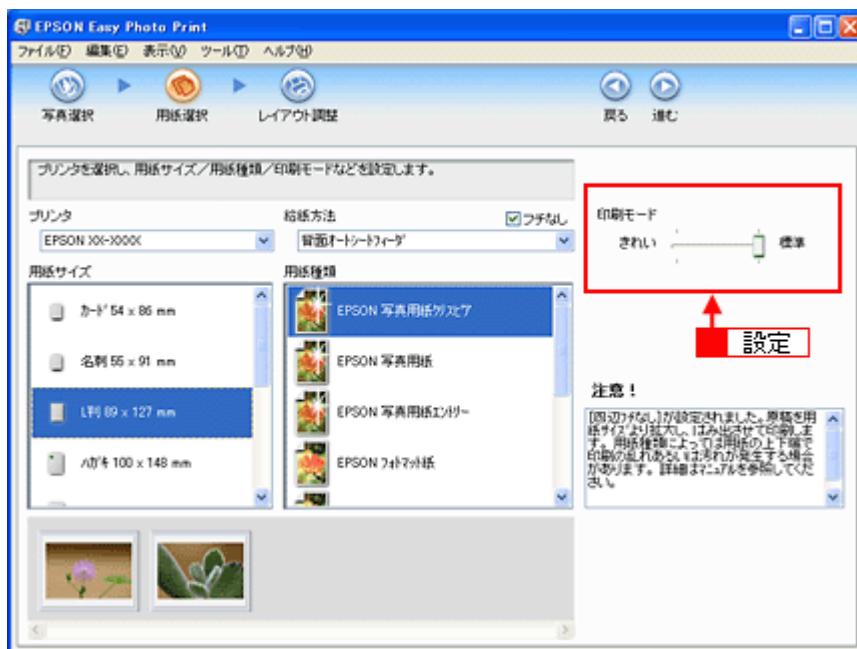 EPSON Easy Photo Print
ファイル(F) 編集(E) 表示(V) ツール(T) ヘルプ(H)
写真選択 用紙選択 レイアウト調整 戻る 進む
プリンタを選択し、用紙サイズ/用紙種類/印刷モードなどを設定します。
プリンタ 給紙方法 フチなし
EPSON XX-XXXX 背面オートシートフィーダ
用紙サイズ 用紙種類
カード 54 x 86 mm
名刺 55 x 91 mm
L判 89 x 127 mm
ハガキ 100 x 148 mm
EPSON 写真用紙クリスピア
EPSON 写真用紙
EPSON 写真用紙エントリー
EPSON フォトマット紙
印刷モード
きれい 標準
設定
注意!
[四辺フチなし]が設定されました。原稿を用
紙サイズより拡大し、はみ出させて印刷しま
す。用紙種類によっては用紙の上下端で
印刷の乱れあるいは汚れが発生する場合
があります。詳細はマニュアルを参照してくだ
さい。